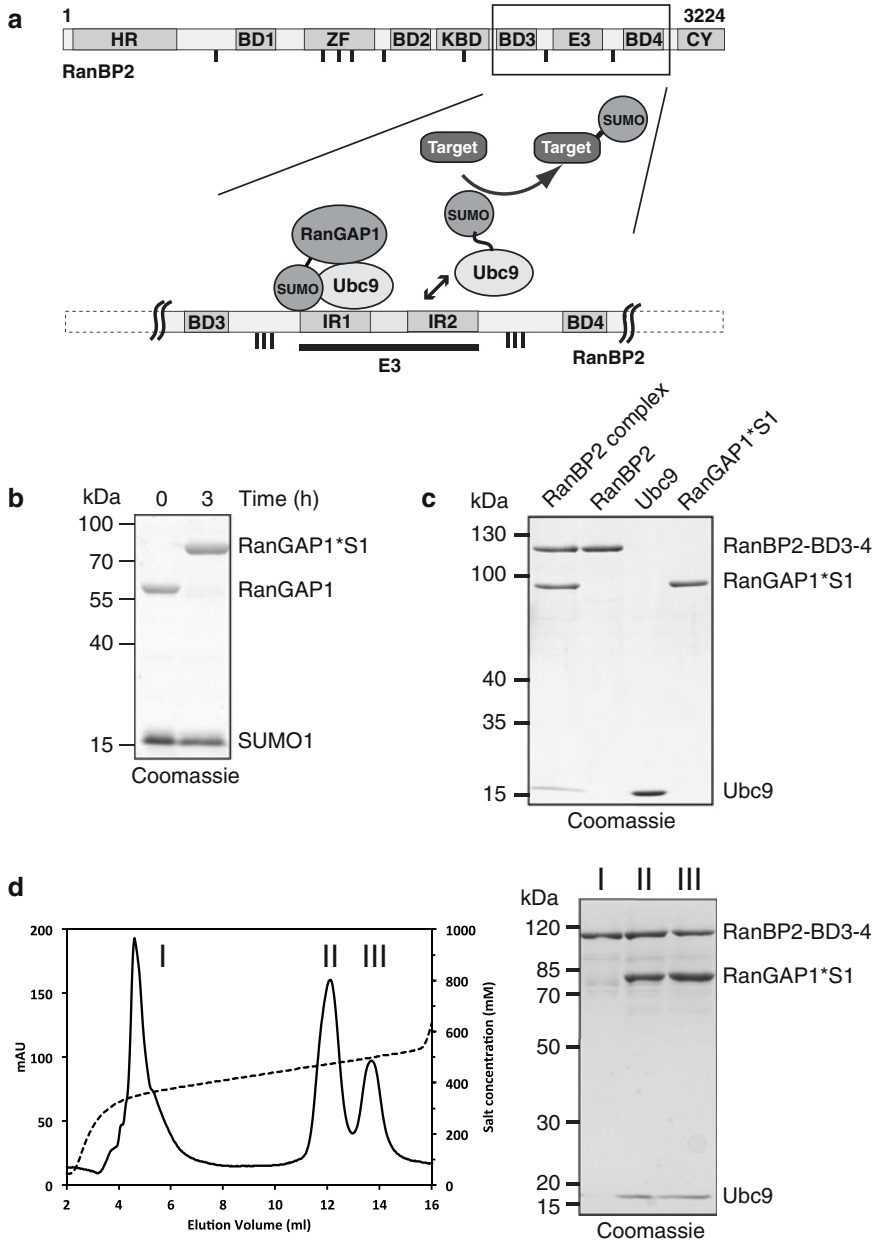 a
1 3224
HR BD1 ZF BD2 KBD BD3 E3 BD4 CY
RanBP2
Target Target SUMO
SUMO
RanGAP1
SUMO Ubc9 Ubc9
BD3 IR1 IR2 BD4
RanBP2
E3
b
kDa 0 3 Time (h)
100
RanGAP1*S1
70
RanGAP1
55
40
15 SUMO1
Coomassie
c
RanBP2 complex
RanBP2
Ubc9
RanGAP1*S1
kDa
130 RanBP2-BD3-4
100 RanGAP1*S1
40
35
15 Ubc9
Coomassie
d
200 1000
I II III
800
150
600
100
400
50
200
0 0
2 4 6 8 10 12 14 16
mAU
Salt concentration (mM)
Elution Volume (ml)
I II III
kDa
120 RanBP2-BD3-4
85 RanGAP1*S1
70
50
30
20
Ubc9
15
Coomassie